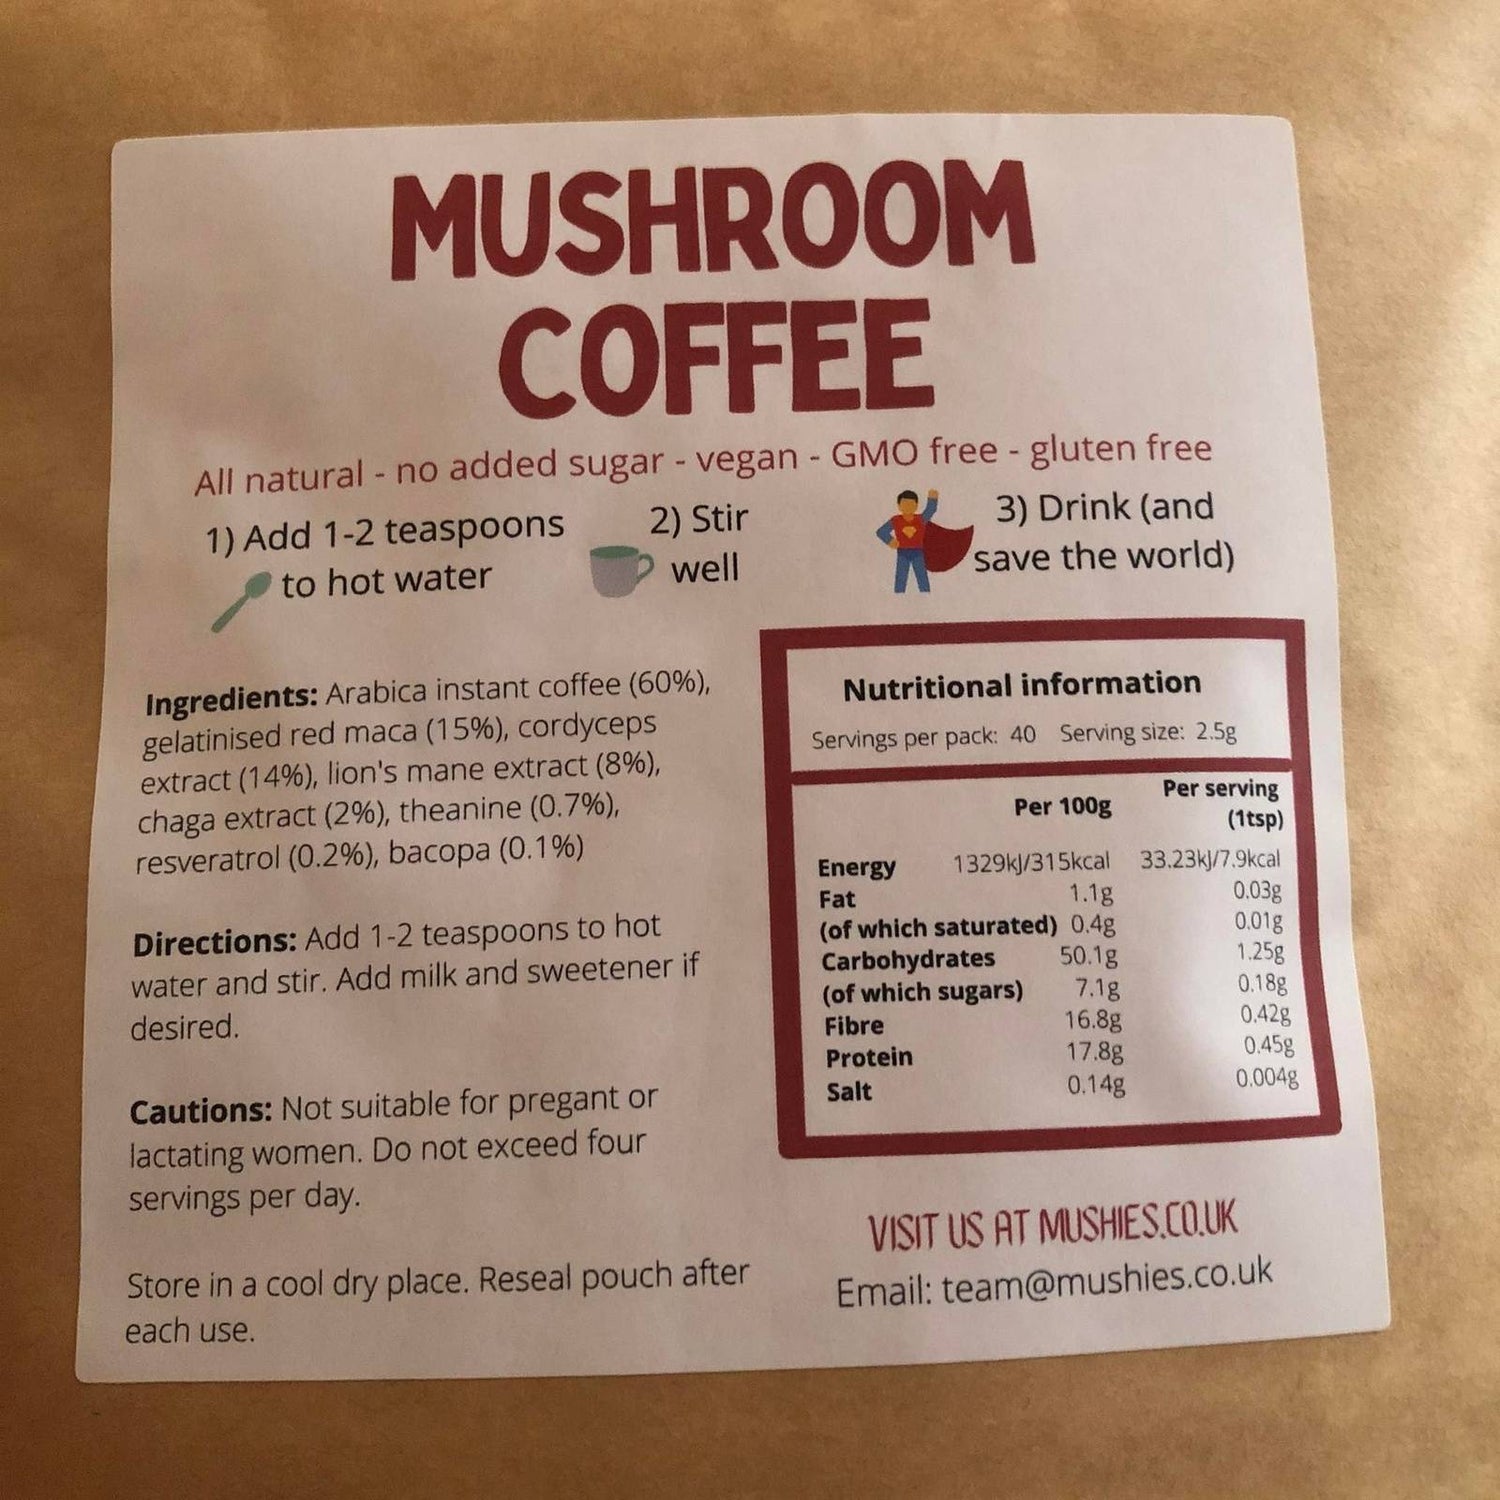 MUSHROOM
COFFEE
All natural - no added sugar - vegan - GMO free - gluten free
1) Add 1-2 teaspoons
to hot water
2) Stir
well
3) Drink (and
save the world)
Ingredients: Arabica instant coffee (60%),
gelatinised red maca (15%), cordyceps
extract (14%), lion's mane extract (8%),
chaga extract (2%), theanine (0.7%),
resveratrol (0.2%), bacopa (0.1%)
Directions: Add 1-2 teaspoons to hot
water and stir. Add milk and sweetener if
desired.
Cautions: Not suitable for pregant or
lactating women. Do not exceed four
servings per day.
Store in a cool dry place. Reseal pouch after
each use.
Nutritional information
Servings per pack: 40 Serving size: 2.5g
Per 100g Per serving
(1tsp)
Energy 1329kJ/315kcal 33.23kJ/7.9kcal
Fat 1.1g 0.03g
(of which saturated) 0.4g 0.01g
Carbohydrates 50.1g 1.25g
(of which sugars) 7.1g 0.18g
Fibre 16.8g 0.42g
Protein 17.8g 0.45g
Salt 0.14g 0.004g
VISIT US AT MUSHIES.CO.UK
Email: team@mushies.co.uk